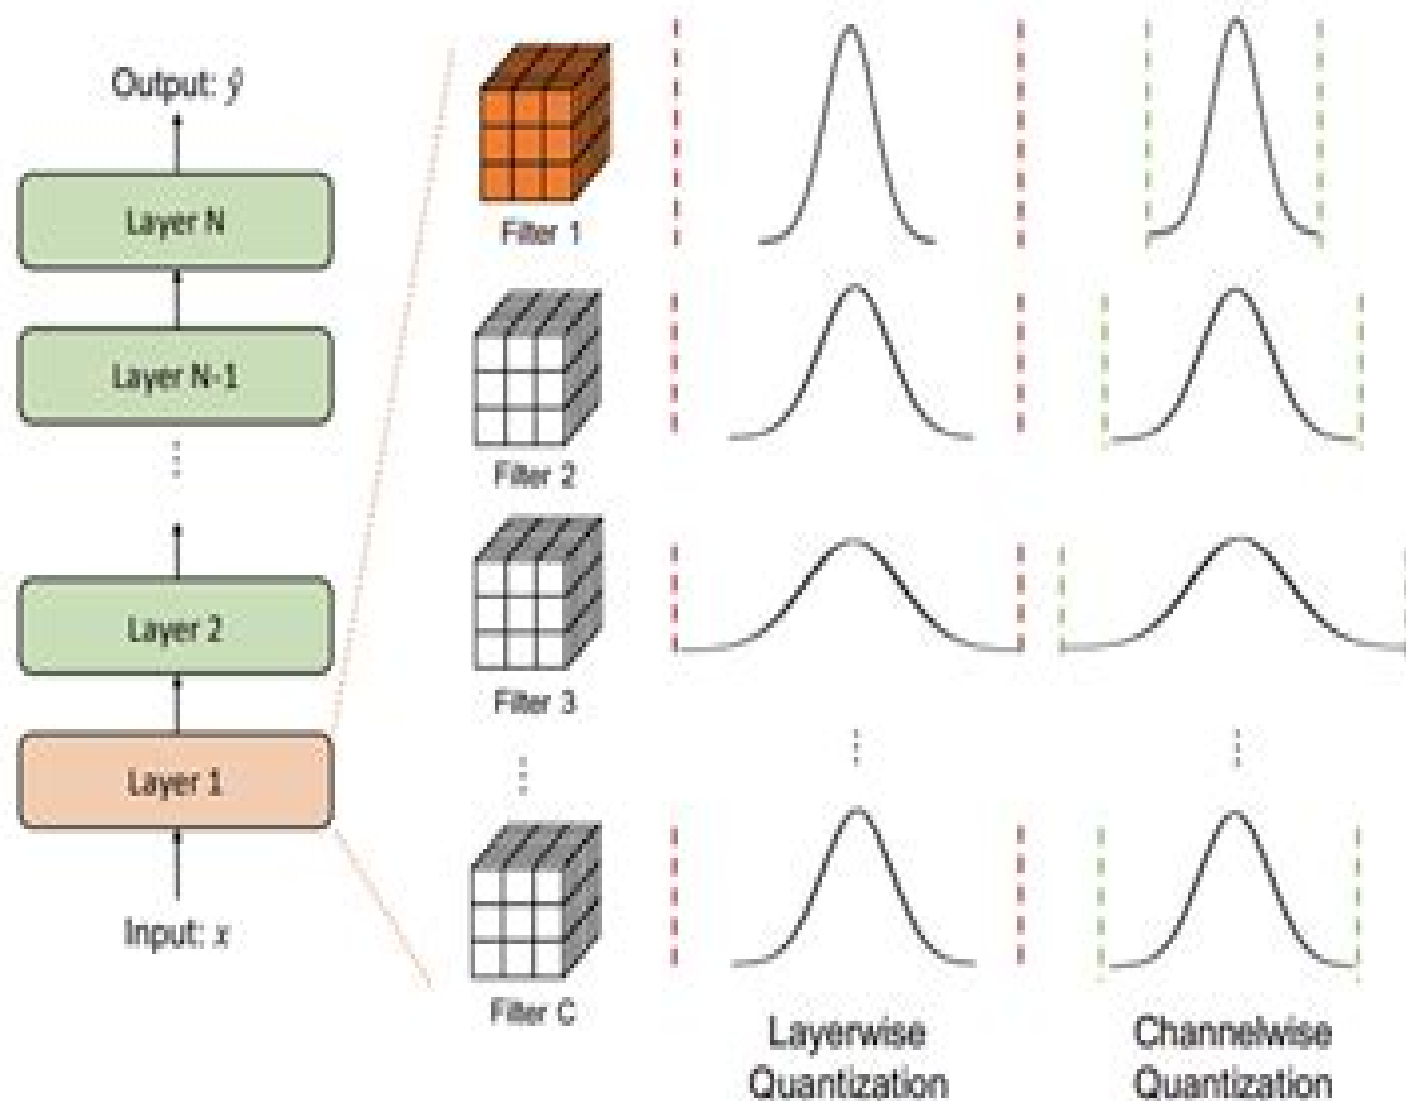 Output: ŷ
Layer N
Layer N-1
⋮
Layer 2
Layer 1
Input: x
Filter 1
Filter 2
Filter 3
⋮
Filter C
⋮
Layerwise
Quantization
⋮
Channelwise
Quantization